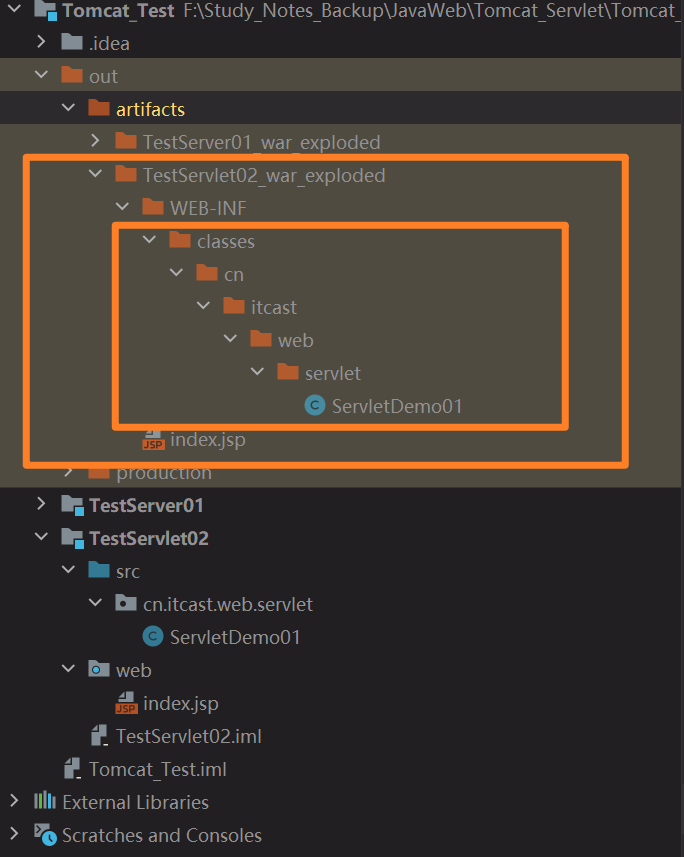 Tomcat_Test F:\Study_Notes_Backup\JavaWeb\Tomcat_Servlet\Tomcat_
.idea
out
artifacts
TestServer01_war_exploded
TestServlet02_war_exploded
WEB-INF
classes
cn
itcast
web
servlet
C ServletDemo01
JSP index.jsp
production
TestServer01
TestServlet02
src
cn.itcast.web.servlet
C ServletDemo01
web
JSP index.jsp
TestServlet02.iml
Tomcat_Test.iml
External Libraries
Scratches and Consoles